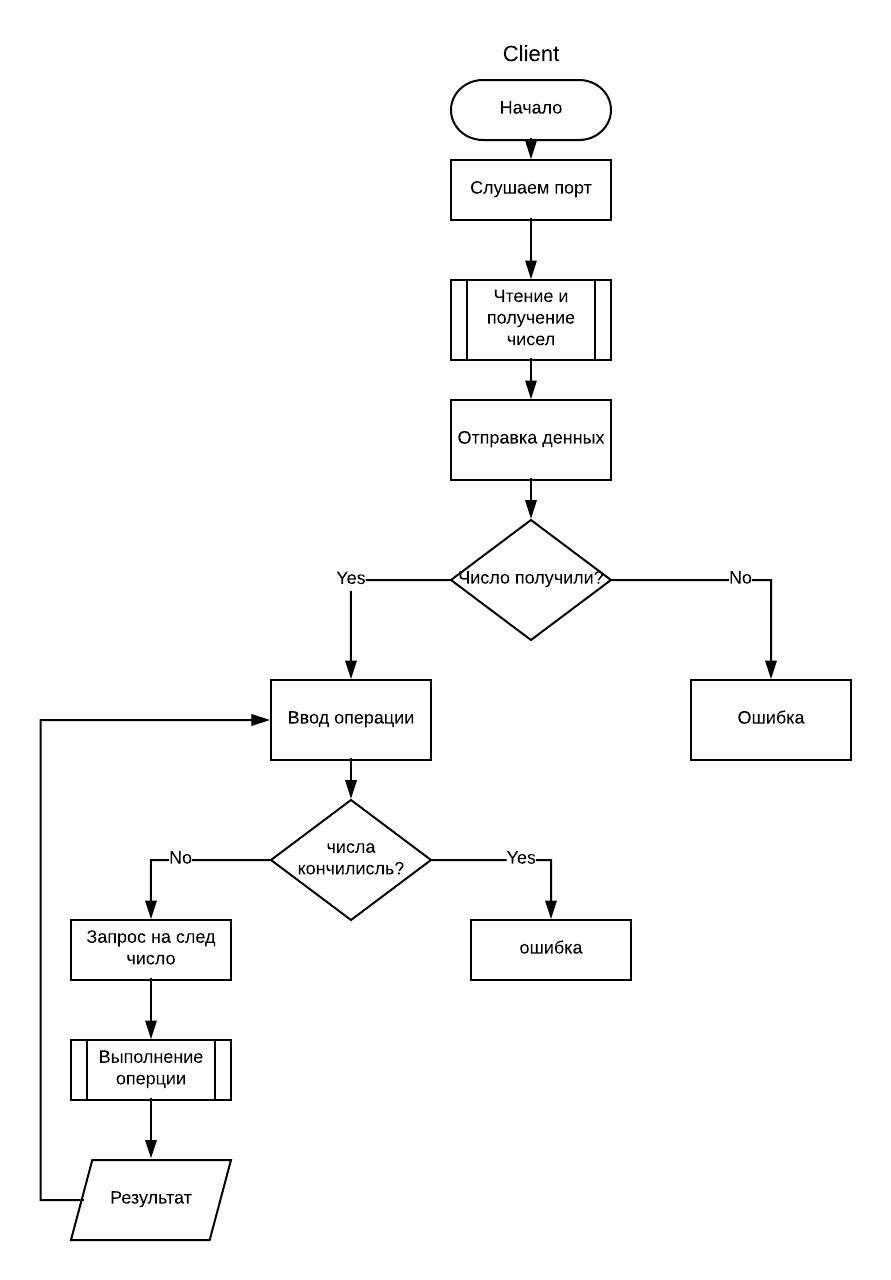 Client
Начало
Слушаем порт
Чтение и
получение
чисел
Отправка денных
Число получили?
Yes
No
Ввод операции
Ошибка
числа
кончилисль?
No
Yes
Запрос на след
число
ошибка
Выполнение
оперции
Результат